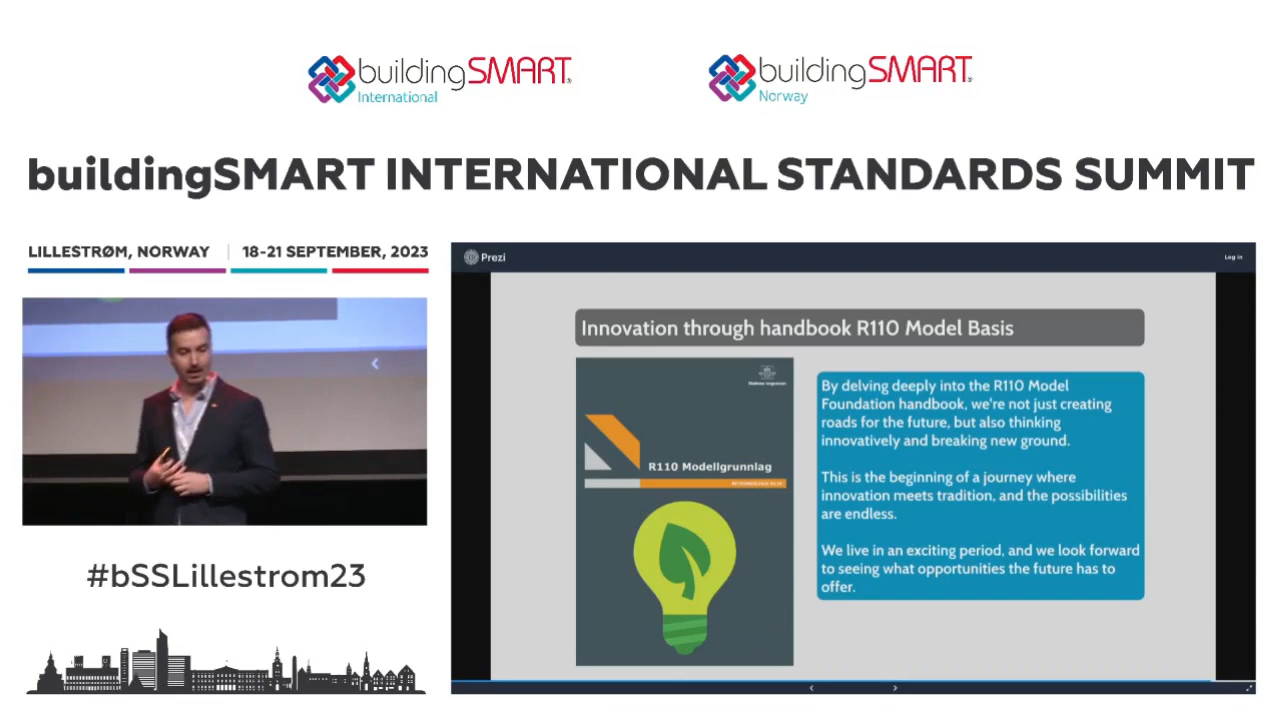 buildingSMART
International
buildingSMART
Norway
buildingSMART INTERNATIONAL STANDARDS SUMMIT
LILLESTRØM, NORWAY | 18-21 SEPTEMBER, 2023
Prezi
Log in
Innovation through handbook R110 Model Basis
R110 Modellgrunnlag
By delving deeply into the R110 Model
Foundation handbook, we're not just creating
roads for the future, but also thinking
innovatively and breaking new ground.
This is the beginning of a journey where
innovation meets tradition, and the possibilities
are endless.
We live in an exciting period, and we look forward
to seeing what opportunities the future has to
offer.
#bSSLillestrom23